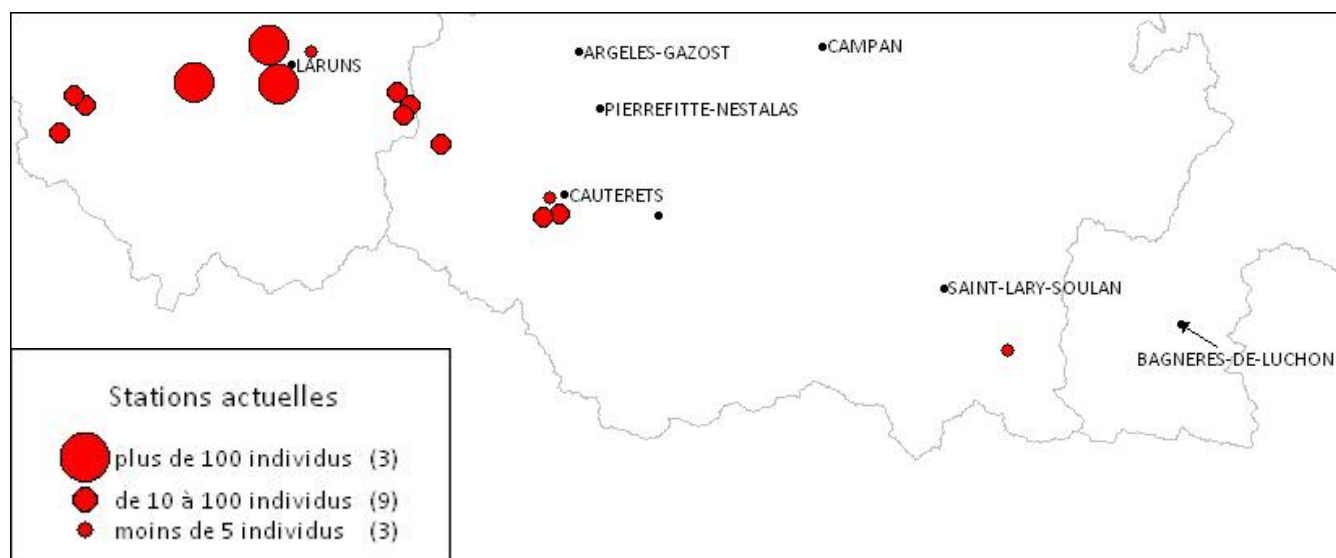 CAMPAN
ARGELES-GAZOST
LARUNS
PIERREFITTE-NESTALAS
CAUTERETS
SAINT-LARY-SOULAN
BAGNERES-DE-LUCHON
Stations actuelles
plus de 100 individus (3)
de 10 à 100 individus (9)
moins de 5 individus (3)